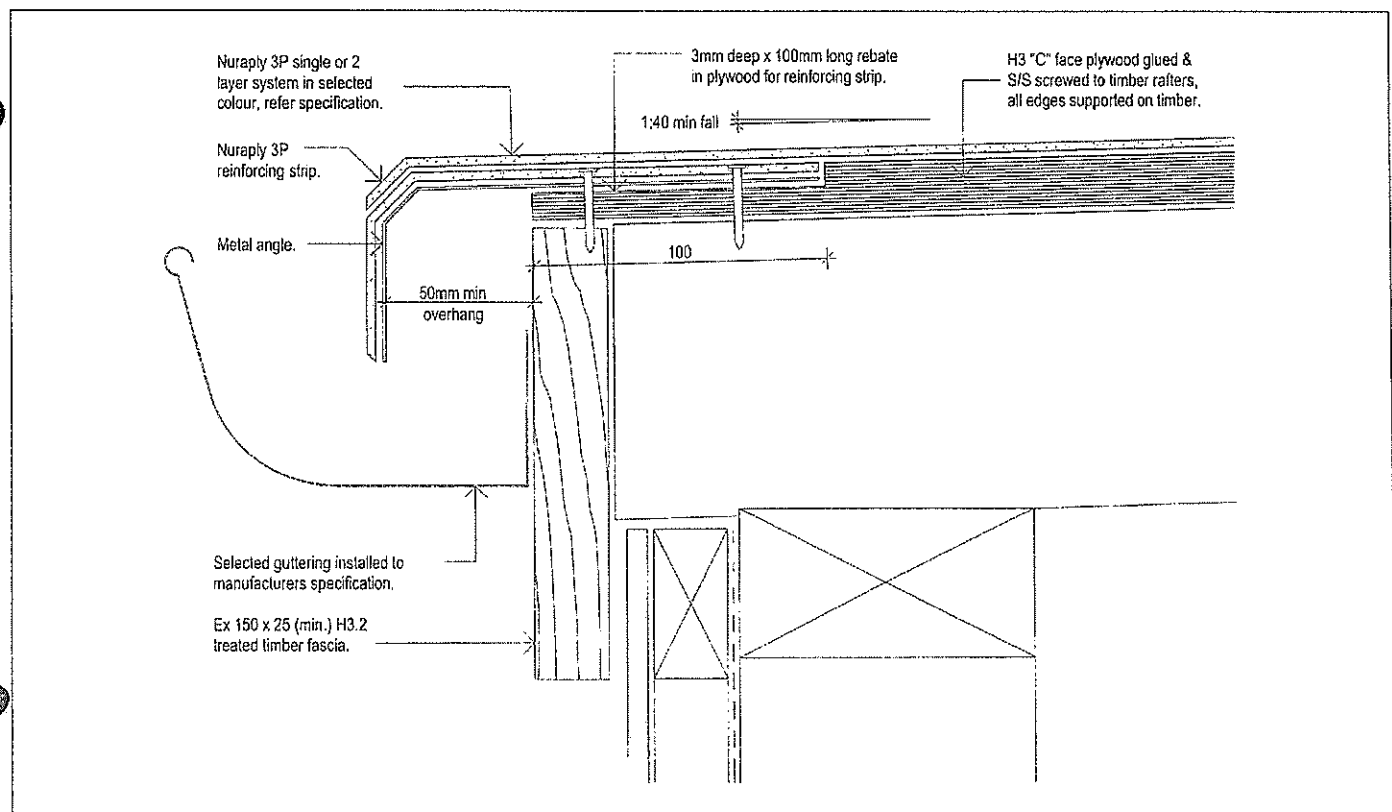 Nuraply 3P single or 2
layer system in selected
colour, refer specification.
3mm deep x 100mm long rebate
in plywood for reinforcing strip.
H3 "C" face plywood glued &
S/S screwed to timber rafters,
all edges supported on timber.
1:40 min fall
Nuraply 3P
reinforcing strip.
Metal angle.
100
50mm min
overhang
Selected guttering installed to
manufacturers specification.
Ex 150 x 25 (min.) H3.2
treated timber fascia.